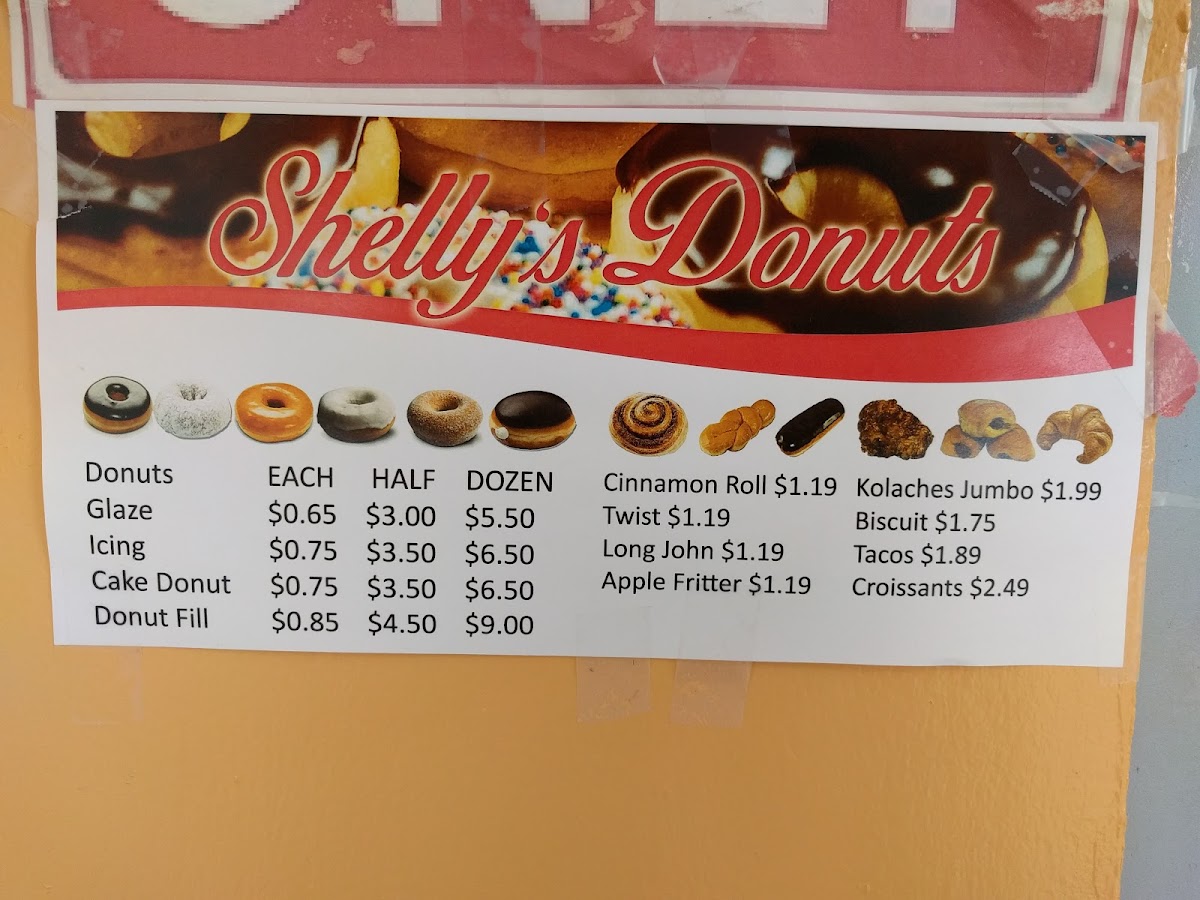 Shelly's Donuts
Donuts EACH HALF DOZEN
Glaze $0.65 $3.00 $5.50
Icing $0.75 $3.50 $6.50
Cake Donut $0.75 $3.50 $6.50
Donut Fill $0.85 $4.50 $9.00
Cinnamon Roll $1.19
Twist $1.19
Long John $1.19
Apple Fritter $1.19
Kolaches Jumbo $1.99
Biscuit $1.75
Tacos $1.89
Croissants $2.49